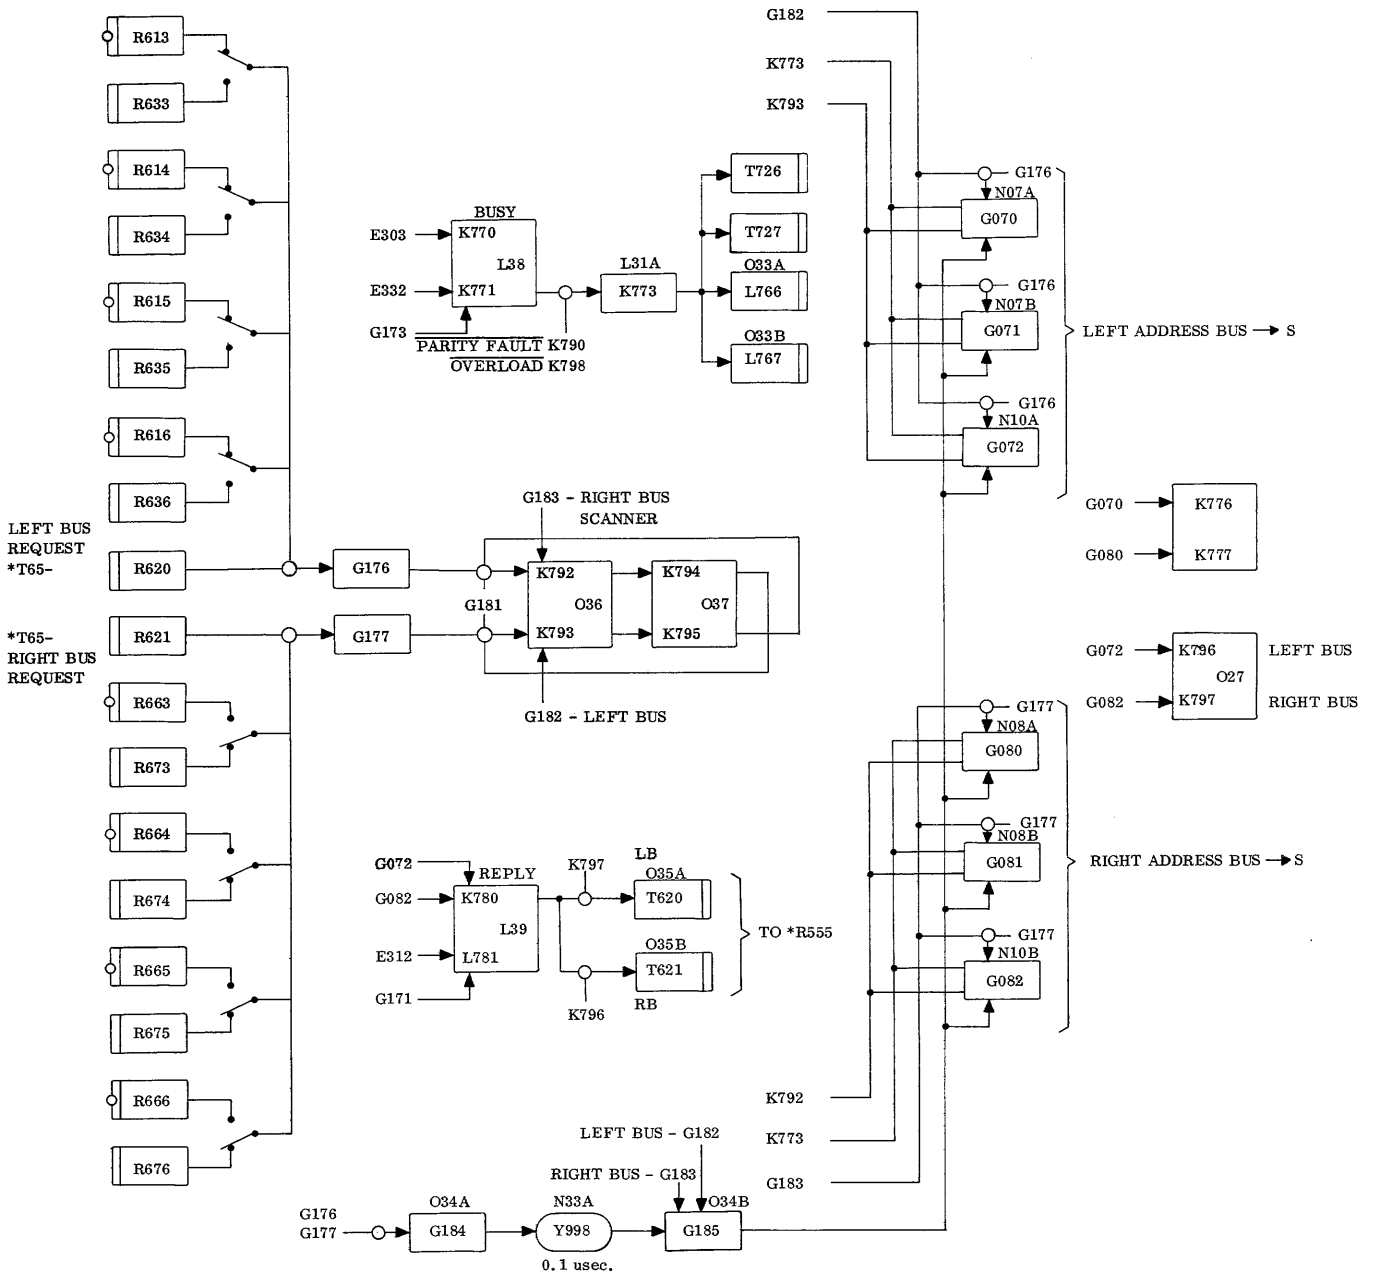 R613
R633
R614
R634
R615
R635
R616
R636
LEFT BUS
REQUEST
*T65-
R620
G176
*T65-
RIGHT BUS
REQUEST
R621
G177
R663
R673
R664
R674
R665
R675
R666
R676
BUSY
E303
K770
L38
E332
K771
G173
PARITY FAULT K790
OVERLOAD K798
L31A
K773
T726
T727
O33A
L766
O33B
L767
G183 - RIGHT BUS
SCANNER
K792
O36
K793
G181
K794
O37
K795
G182 - LEFT BUS
G182
K773
K793
G176
N07A
G070
G176
N07B
G071
G176
N10A
G072
LEFT ADDRESS BUS S
G070
K776
G080
K777
G072
K796
LEFT BUS
O27
G082
K797
RIGHT BUS
G177
N08A
G080
G177
N08B
G081
G177
N10B
G082
RIGHT ADDRESS BUS S
G072
REPLY
G082
K780
L39
E312
L781
G171
K797
LB
O35A
T620
O35B
T621
K796
RB
TO *R555
K792
K773
G183
LEFT BUS - G182
RIGHT BUS - G183
G176
G177
O34A
G184
N33A
Y998
0.1 usec.
O34B
G185